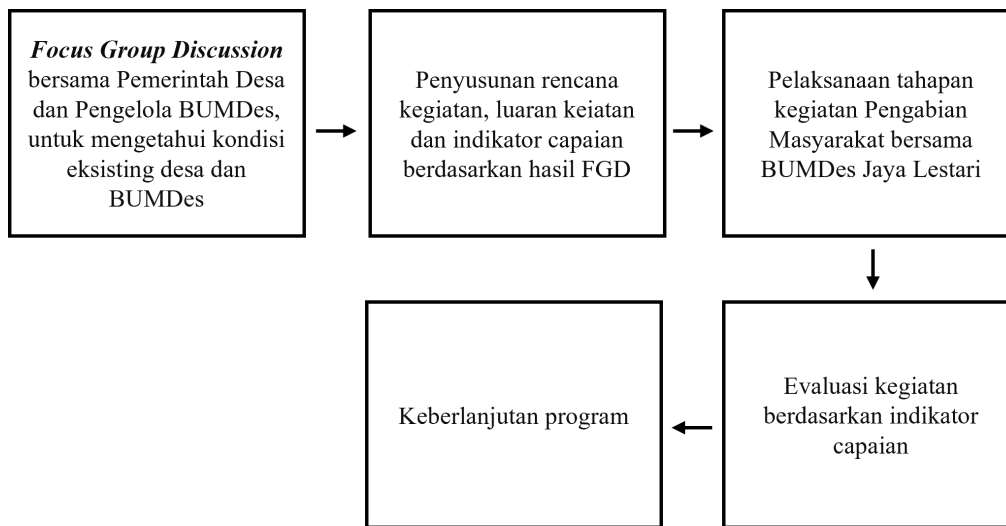 Focus Group Discussion
bersama Pemerintah Desa
dan Pengelola BUMDes,
untuk mengetahui kondisi
eksisting desa dan
BUMDes
Penyusunan rencana
kegiatan, luaran keiatan
dan indikator capaian
berdasarkan hasil FGD
Pelaksanaan tahapan
kegiatan Pengabian
Masyarakat bersama
BUMDes Jaya Lestari
Evaluasi kegiatan
berdasarkan indikator
capaian
Keberlanjutan program